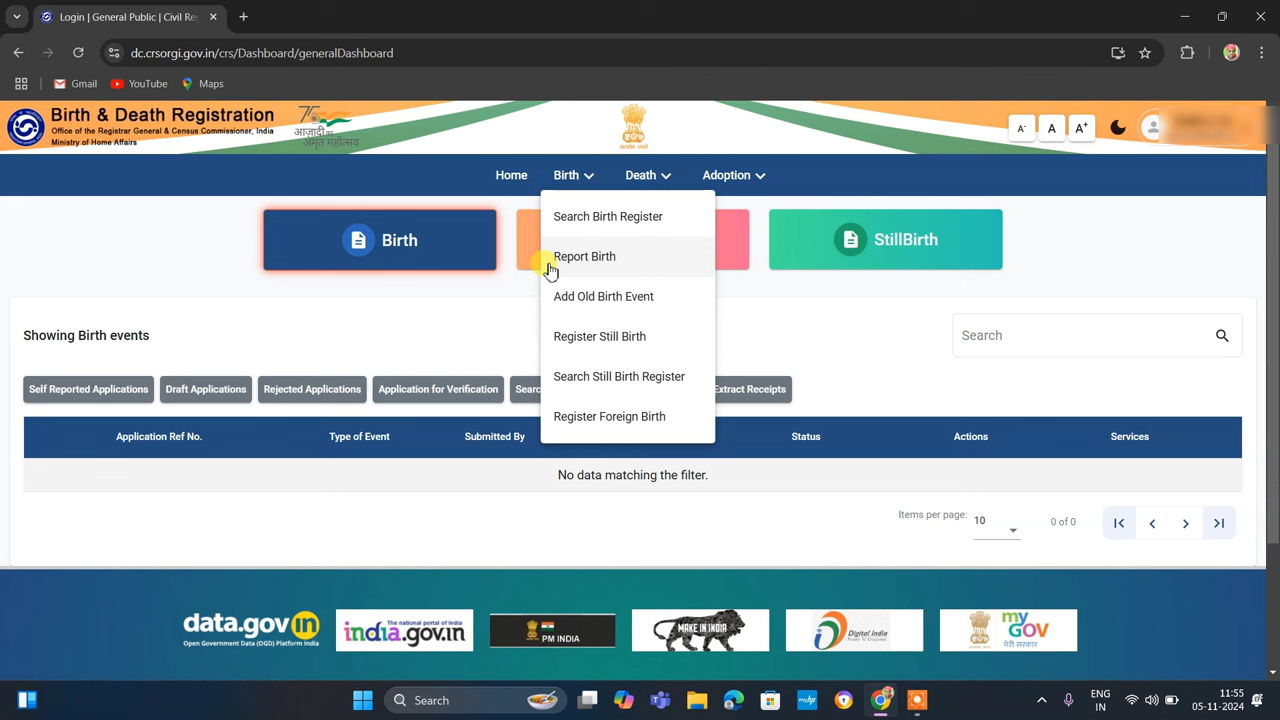 Login | General Public | Civil Re
dc.crsorgi.gov.in/crs/Dashboard/generalDashboard
Gmail
YouTube
Maps
Birth & Death Registration
Office of the Registrar General & Census Commissioner, India
Ministry of Home Affairs
75
आज़ादी का
अमृत महोत्सव
A-
A
A+
Home
Birth
Death
Adoption
Birth
StillBirth
Search Birth Register
Report Birth
Add Old Birth Event
Register Still Birth
Search Still Birth Register
Register Foreign Birth
Showing Birth events
Search
Self Reported Applications
Draft Applications
Rejected Applications
Application for Verification
Sear
Extract Receipts
Application Ref No.
Type of Event
Submitted By
Status
Actions
Services
No data matching the filter.
Items per page:
10
0 of 0
data.gov in
Open Government Data (OGD) Platform India
The national portal of india
india.gov.in
PM INDIA
MAKE IN INDIA
Digital India
Power To Empower
my
GOV
मेरी सरकार
Search
ENG
IN
11:55
05-11-2024